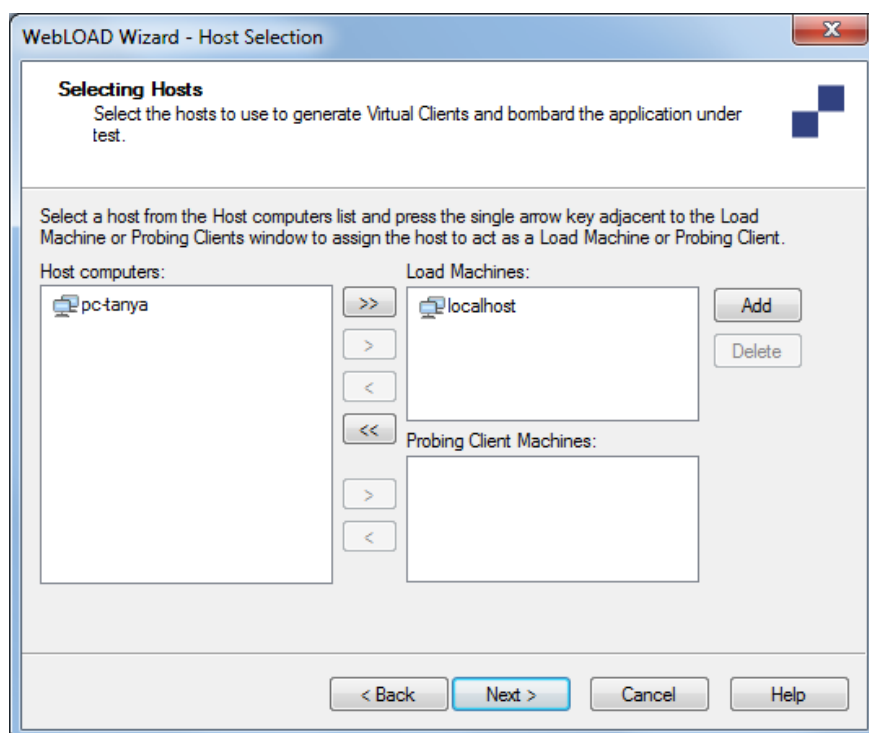 WebLOAD Wizard - Host Selection
Selecting Hosts
Select the hosts to use to generate Virtual Clients and bombard the application under
test.
Select a host from the Host computers list and press the single arrow key adjacent to the Load
Machine or Probing Clients window to assign the host to act as a Load Machine or Probing Client.
Host computers:
pc-tanya
>>
>
<
<<
>
<
Load Machines:
localhost
Add
Delete
Probing Client Machines:
< Back
Next >
Cancel
Help